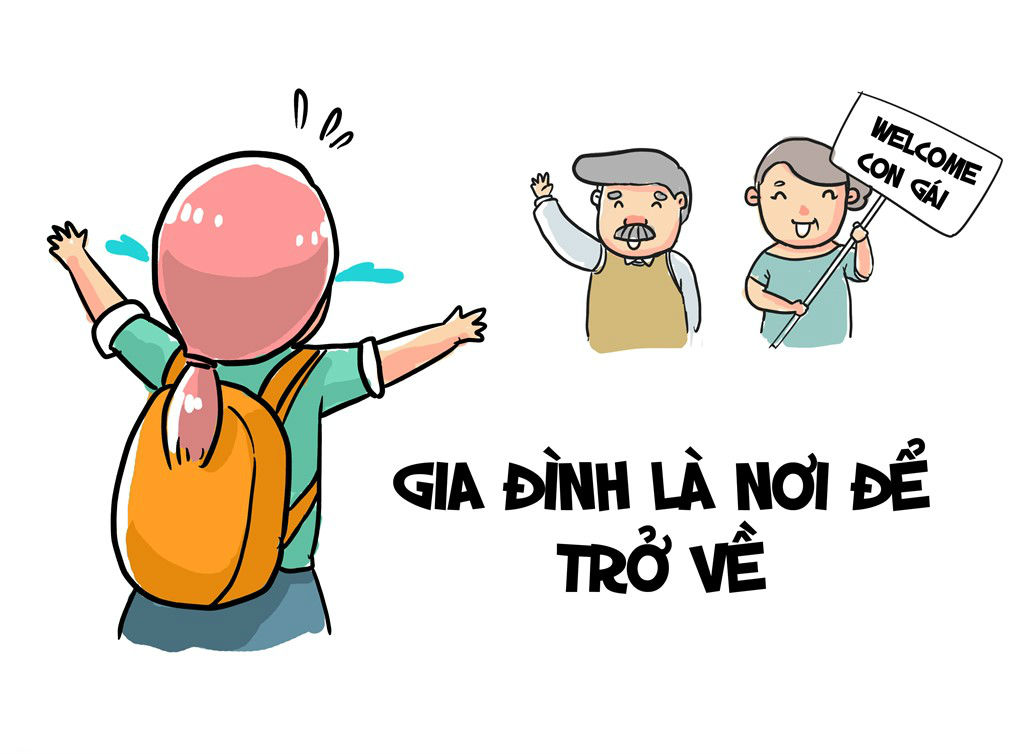 WELCOME
CON GÁI
GIA ĐÌNH LÀ NƠI ĐỂ
TRỞ VỀ